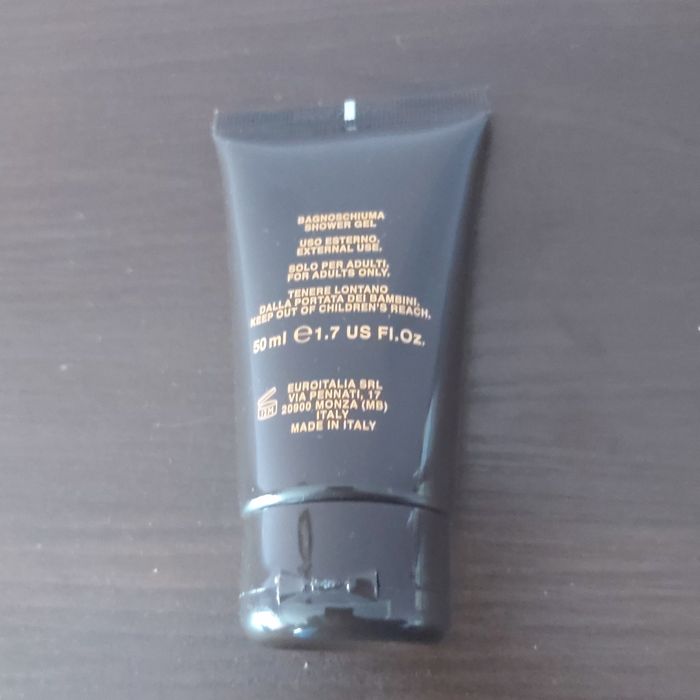 BAGNOSCHIUMA
SHOWER GEL
USO ESTERNO.
EXTERNAL USE.
SOLO PER ADULTI.
FOR ADULTS ONLY.
TENERE LONTANO
DALLA PORTATA DEI BAMBINI.
KEEP OUT OF CHILDREN'S REACH.
50 ml ℮ 1.7 US Fl.Oz.
EUROITALIA SRL
VIA PENNATI, 17
20900 MONZA (MB)
ITALY
MADE IN ITALY